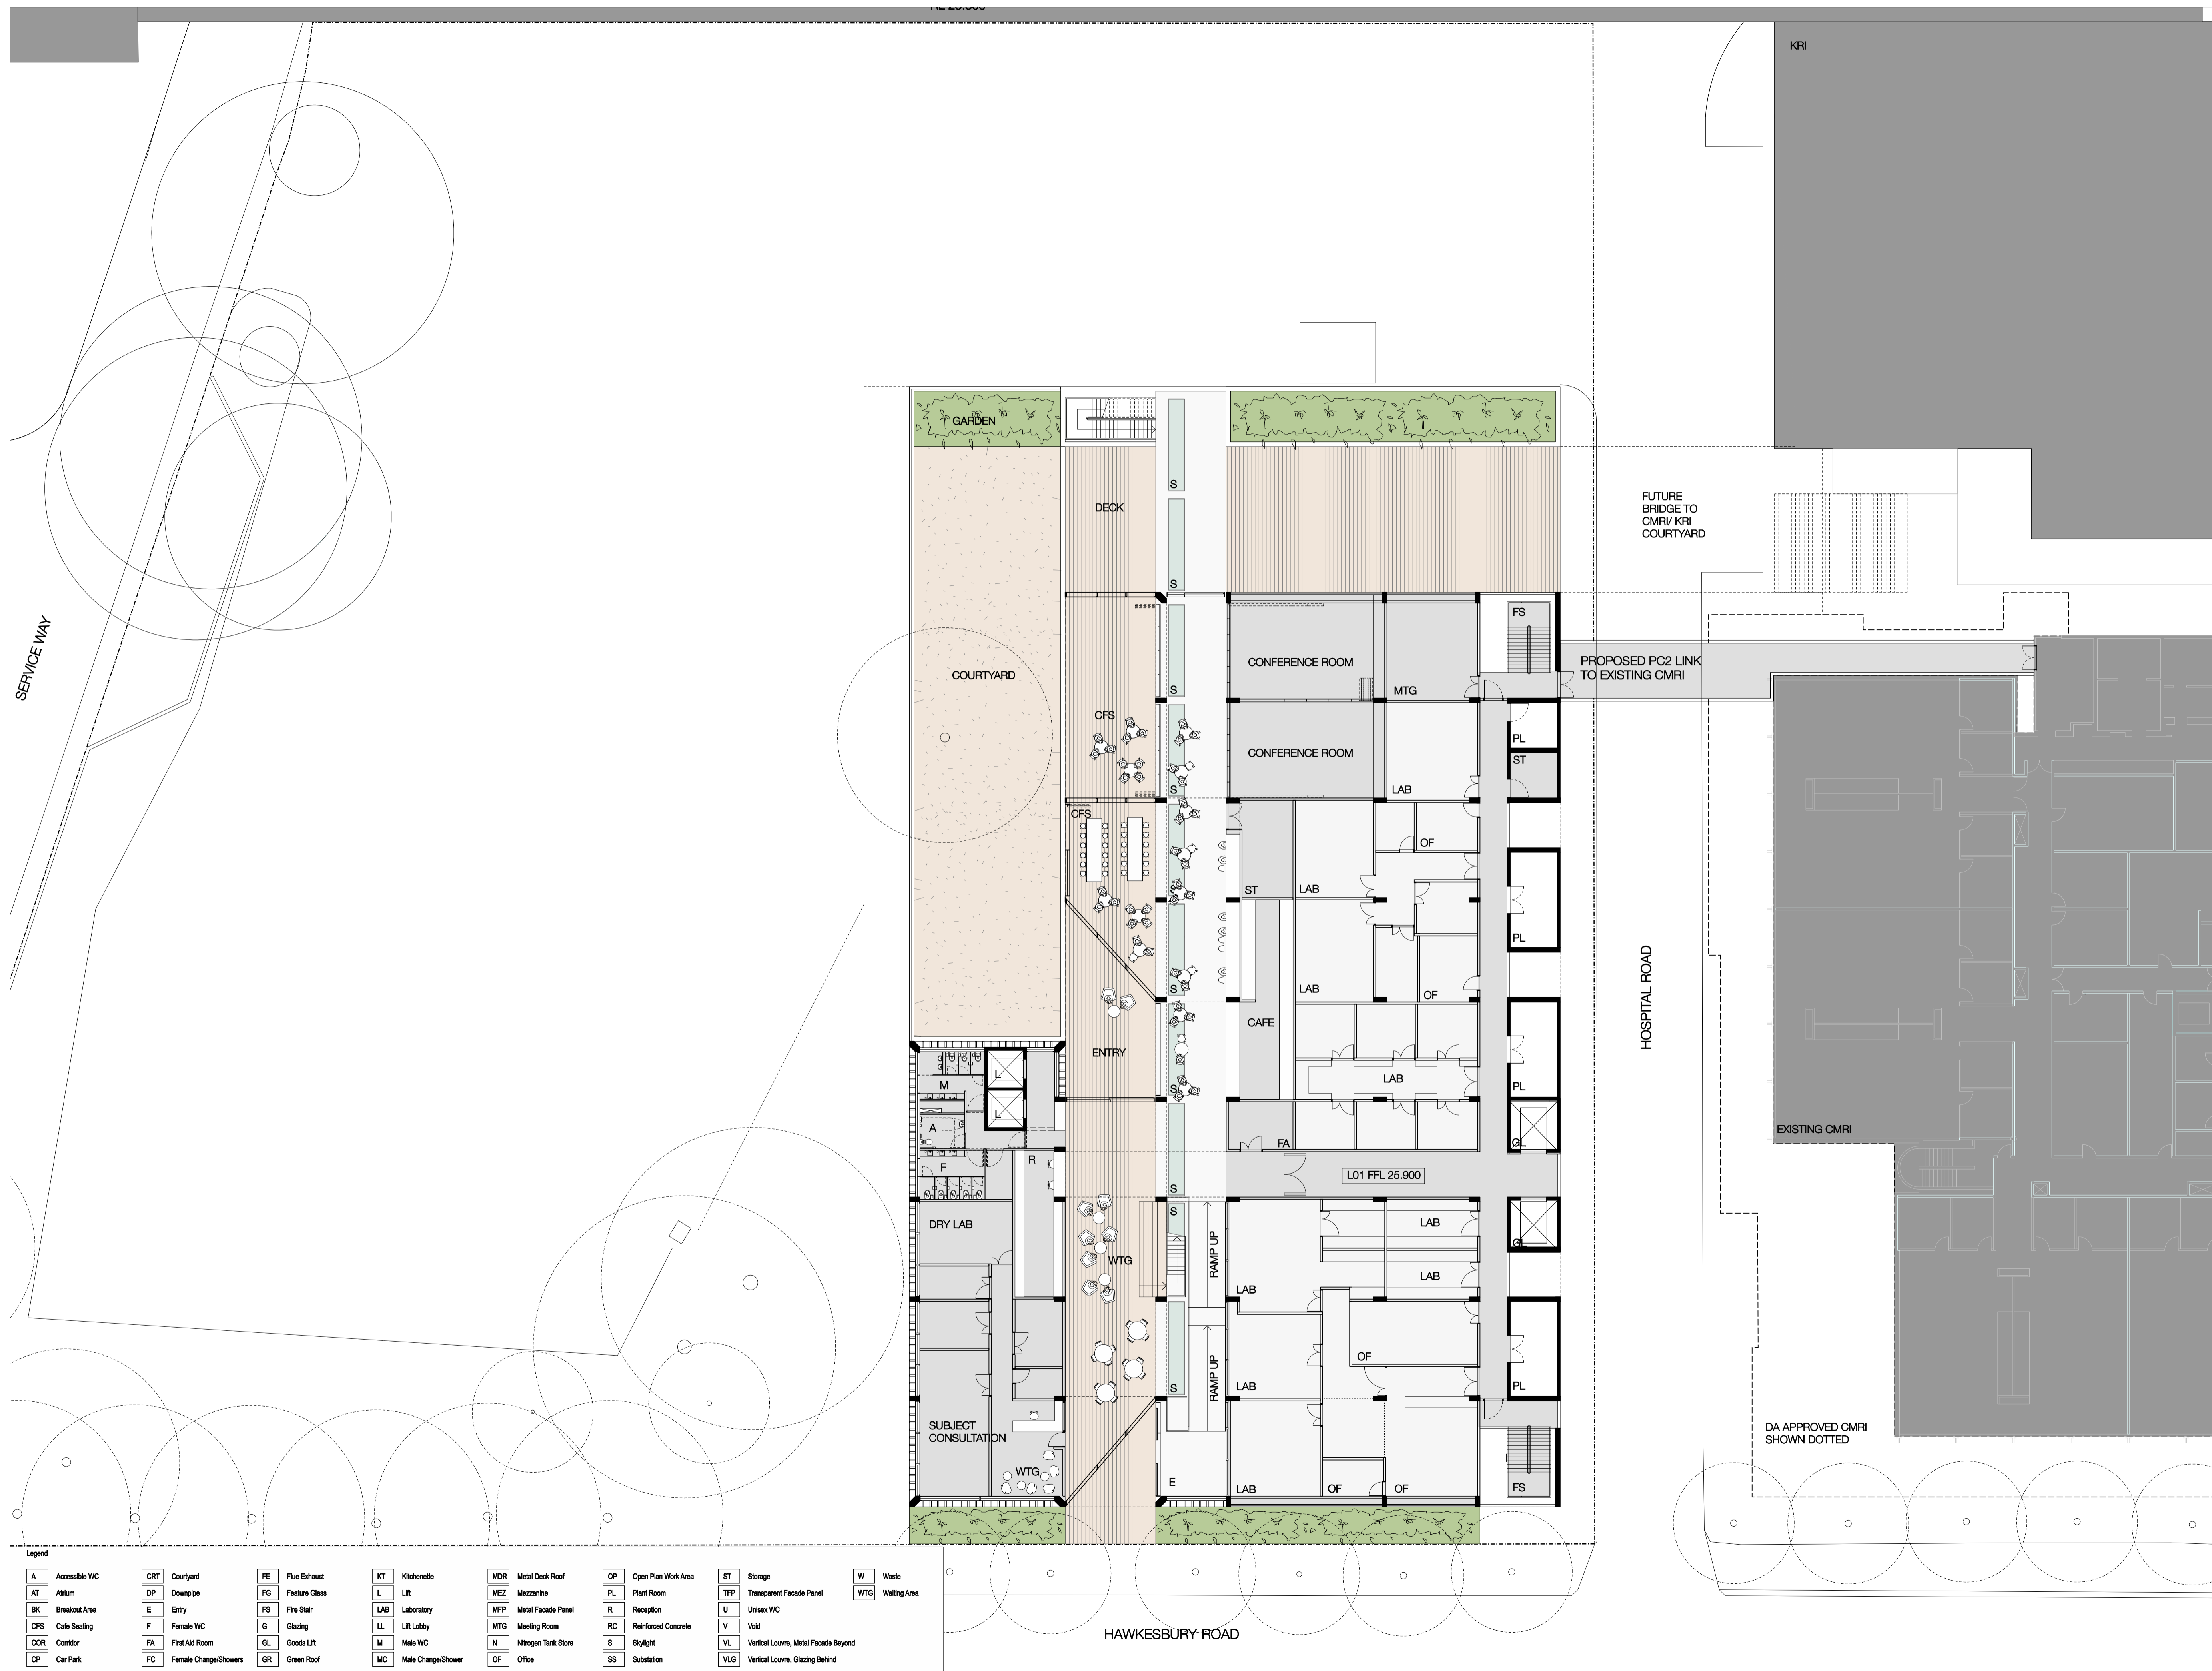 KRI
GARDEN
S
DECK
FUTURE
BRIDGE TO
CMRI/ KRI
COURTYARD
S
FS
SERVICE WAY
COURTYARD
CONFERENCE ROOM
PROPOSED PC2 LINK
TO EXISTING CMRI
S
MTG
CFS
PL
CONFERENCE ROOM
ST
S
LAB
CFS
OF
S
ST
LAB
PL
HOSPITAL ROAD
S
LAB
OF
CAFE
ENTRY
L
M
LAB
S
PL
L
A
EXISTING CMRI
FA
GL
R
F
L01 FFL 25.900
S
S
DRY LAB
LAB
RAMP UP
GL
WTG
LAB
LAB
OF
RAMP UP
LAB
S
PL
SUBJECT
CONSULTATION
DA APPROVED CMRI
SHOWN DOTTED
WTG
E
LAB
OF
OF
FS
HAWKESBURY ROAD
Legend
A Accessible WC
AT Atrium
BK Breakout Area
CFS Cafe Seating
COR Corridor
CP Car Park
CRT Courtyard
DP Downpipe
E Entry
F Female WC
FA First Aid Room
FC Female Change/Showers
FE Flue Exhaust
FG Feature Glass
FS Fire Stair
G Glazing
GL Goods Lift
GR Green Roof
KT Kitchenette
L Lift
LAB Laboratory
LL Lift Lobby
M Male WC
MC Male Change/Shower
MDR Metal Deck Roof
MEZ Mezzanine
MFP Metal Facade Panel
MTG Meeting Room
N Nitrogen Tank Store
OF Office
OP Open Plan Work Area
PL Plant Room
R Reception
RC Reinforced Concrete
S Skylight
SS Substation
ST Storage
TFP Transparent Facade Panel
U Unisex WC
V Void
VL Vertical Louvre, Metal Facade Beyond
VLG Vertical Louvre, Glazing Behind
W Waste
WTG Waiting Area